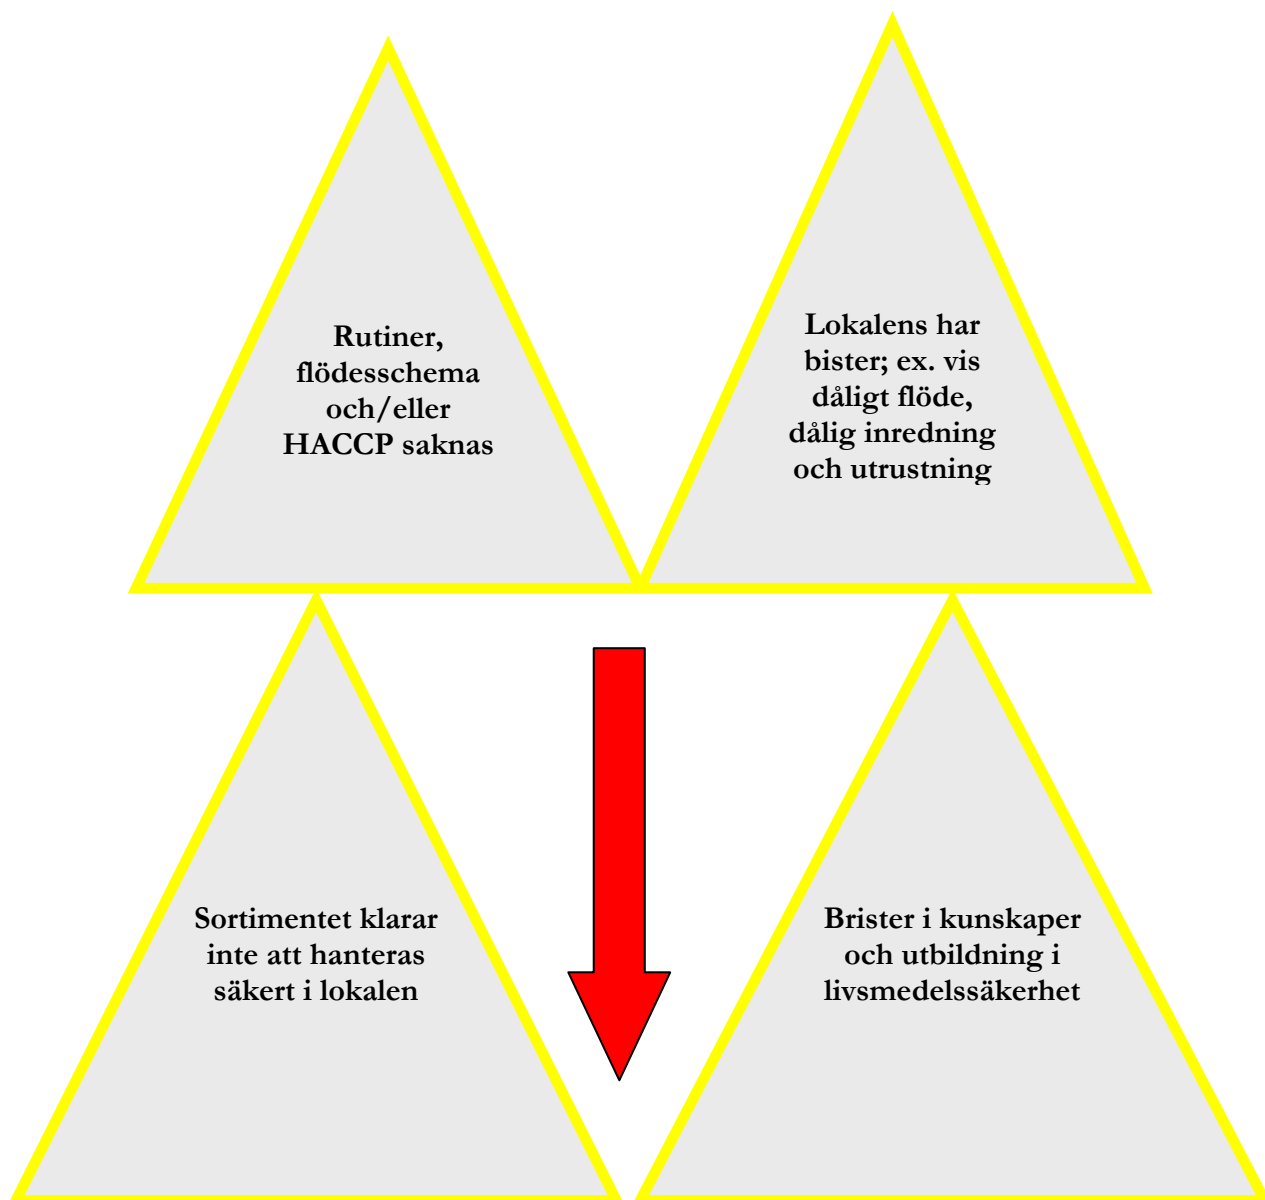 Rutiner,
flödesschema
och/eller
HACCP saknas
Lokalens har
bister; ex. vis
dåligt flöde,
dålig inredning
och utrustning
Sortimentet klarar
inte att hanteras
säkert i lokalen
Brister i kunskaper
och utbildning i
livsmedelssäkerhet